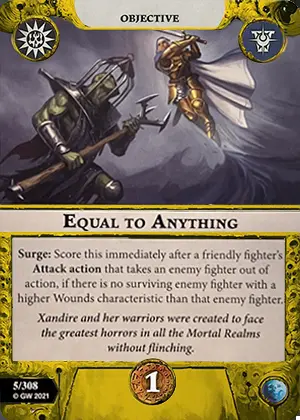 OBJECTIVE
EQUAL TO ANYTHING
Surge: Score this immediately after a friendly fighter's
Attack action that takes an enemy fighter out of
action, if there is no surviving enemy fighter with a
higher Wounds characteristic than that enemy fighter.
Xandire and her warriors were created to face
the greatest horrors in all the Mortal Realms
without flinching.
5/308
© GW 2021
1